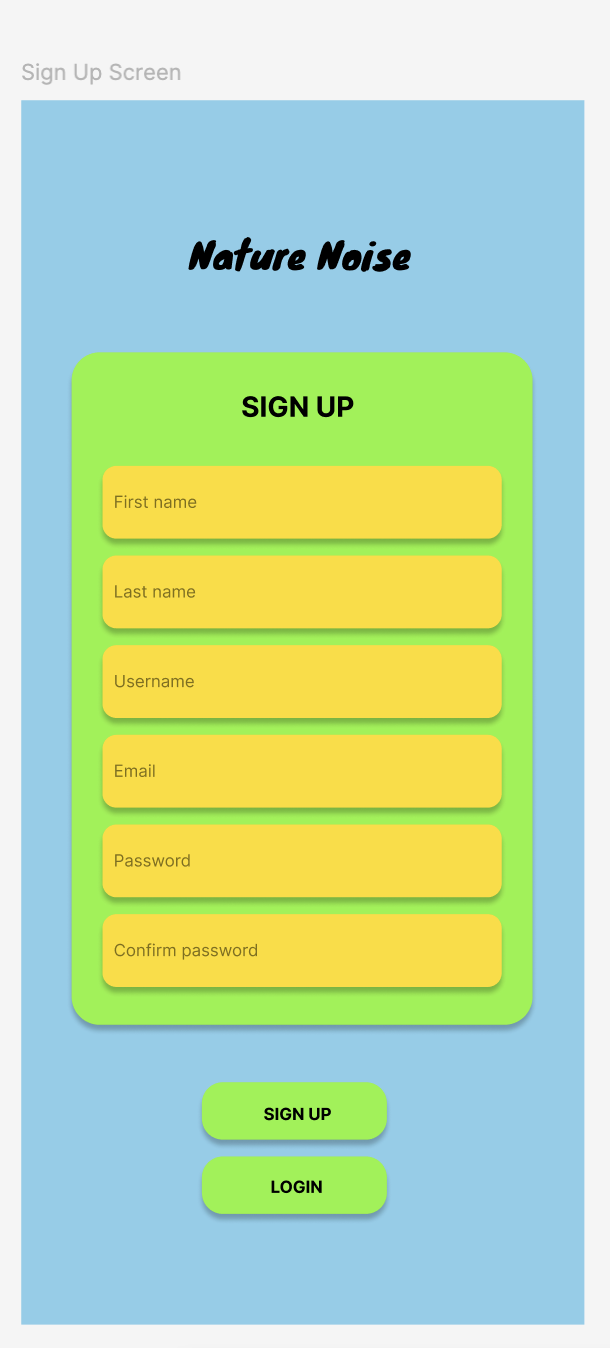 Sign Up Screen
Nature Noise
SIGN UP
First name
Last name
Username
Email
Password
Confirm password
SIGN UP
LOGIN